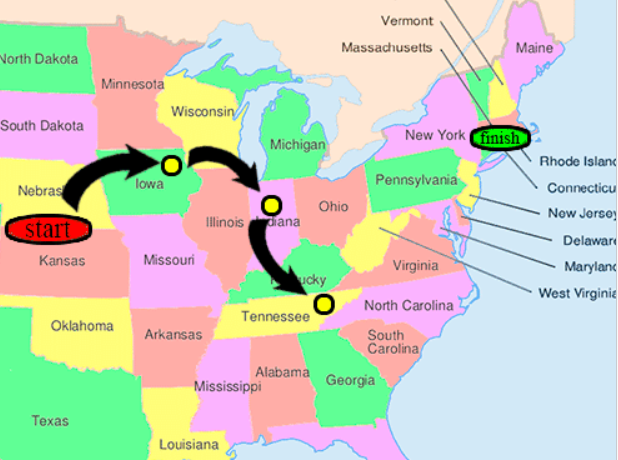 Vermont
Massachusetts
Maine
North Dakota
Minnesota
Wisconsin
South Dakota
Michigan
New York
finish
Rhode Island
Nebras
Iowa
Pennsylvania
Connecticu
Illinois
Indiana
Ohio
New Jersey
start
Delaware
Kansas
Missouri
Virginia
Maryland
Kentucky
West Virginia
Oklahoma
Tennessee
North Carolina
Arkansas
South
Carolina
Mississippi
Alabama
Georgia
Texas
Louisiana